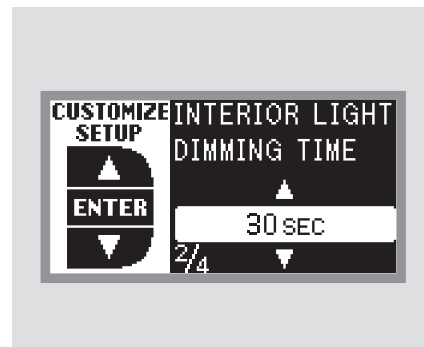 CUSTOMIZE
SETUP
ENTER
INTERIOR LIGHT
DIMMING TIME
30 SEC
2/4